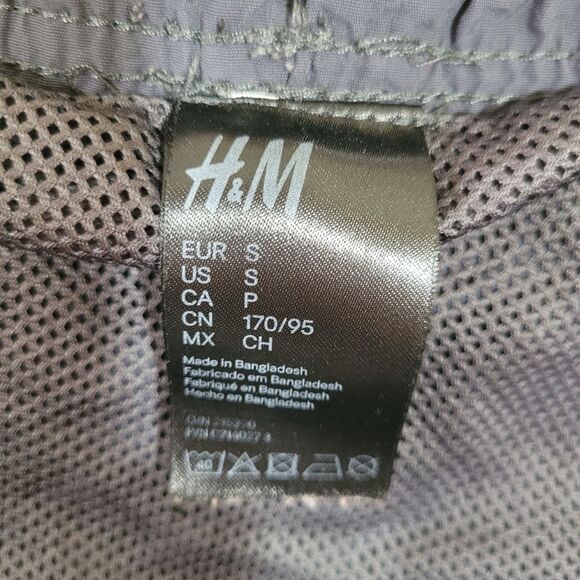 H&M
EUR S
US S
CA P
CN 170/95
MX CH
Made in Bangladesh
Fabricado em Bangladesh
Fabriqué en Bangladesh
Hecho en Bangladesh
40